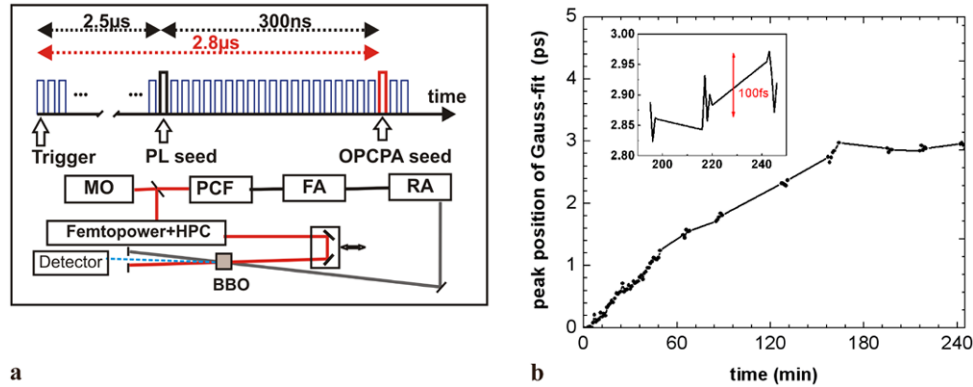 2.5µs 300ns
2.8µs
... ... time
Trigger PL seed OPCPA seed
MO PCF FA RA
Femtopower+HPC
Detector
BBO
a
peak position of Gauss-fit (ps)
5
4
3
2
1
0
0 60 120 180 240
time (min)
3.00
2.95
2.90
2.85
2.80
200 220 240
100fs
b